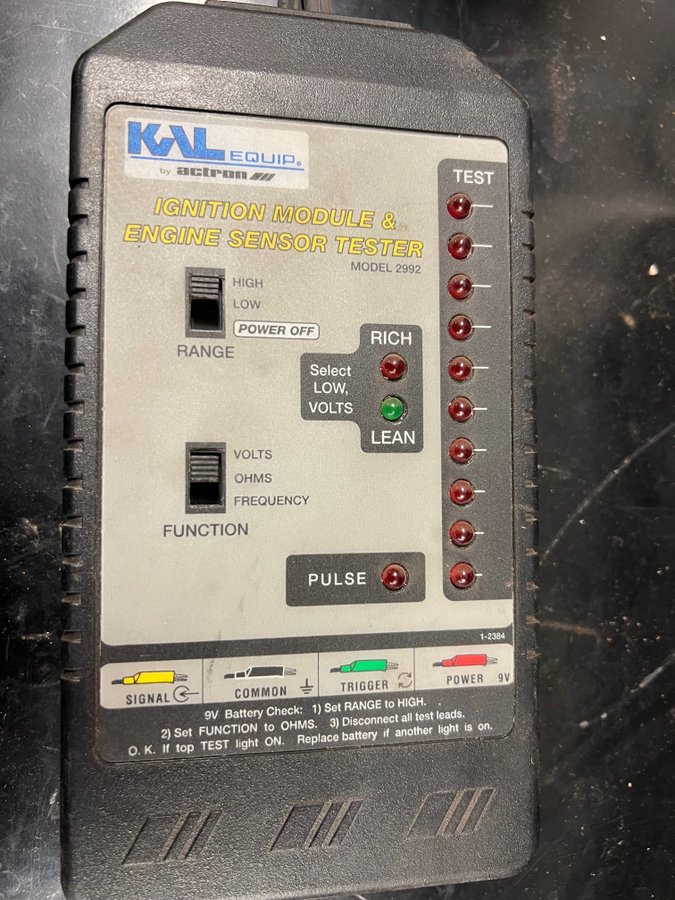 KAL EQUIP.
by actron
IGNITION MODULE &
ENGINE SENSOR TESTER
MODEL 2992
TEST
HIGH
LOW
POWER OFF
RANGE
RICH
Select
LOW,
VOLTS
LEAN
VOLTS
OHMS
FREQUENCY
FUNCTION
PULSE
1-2384
SIGNAL
COMMON
TRIGGER
POWER 9V
9V Battery Check: 1) Set RANGE to HIGH.
2) Set FUNCTION to OHMS. 3) Disconnect all test leads.
O. K. If top TEST light ON. Replace battery if another light is on.